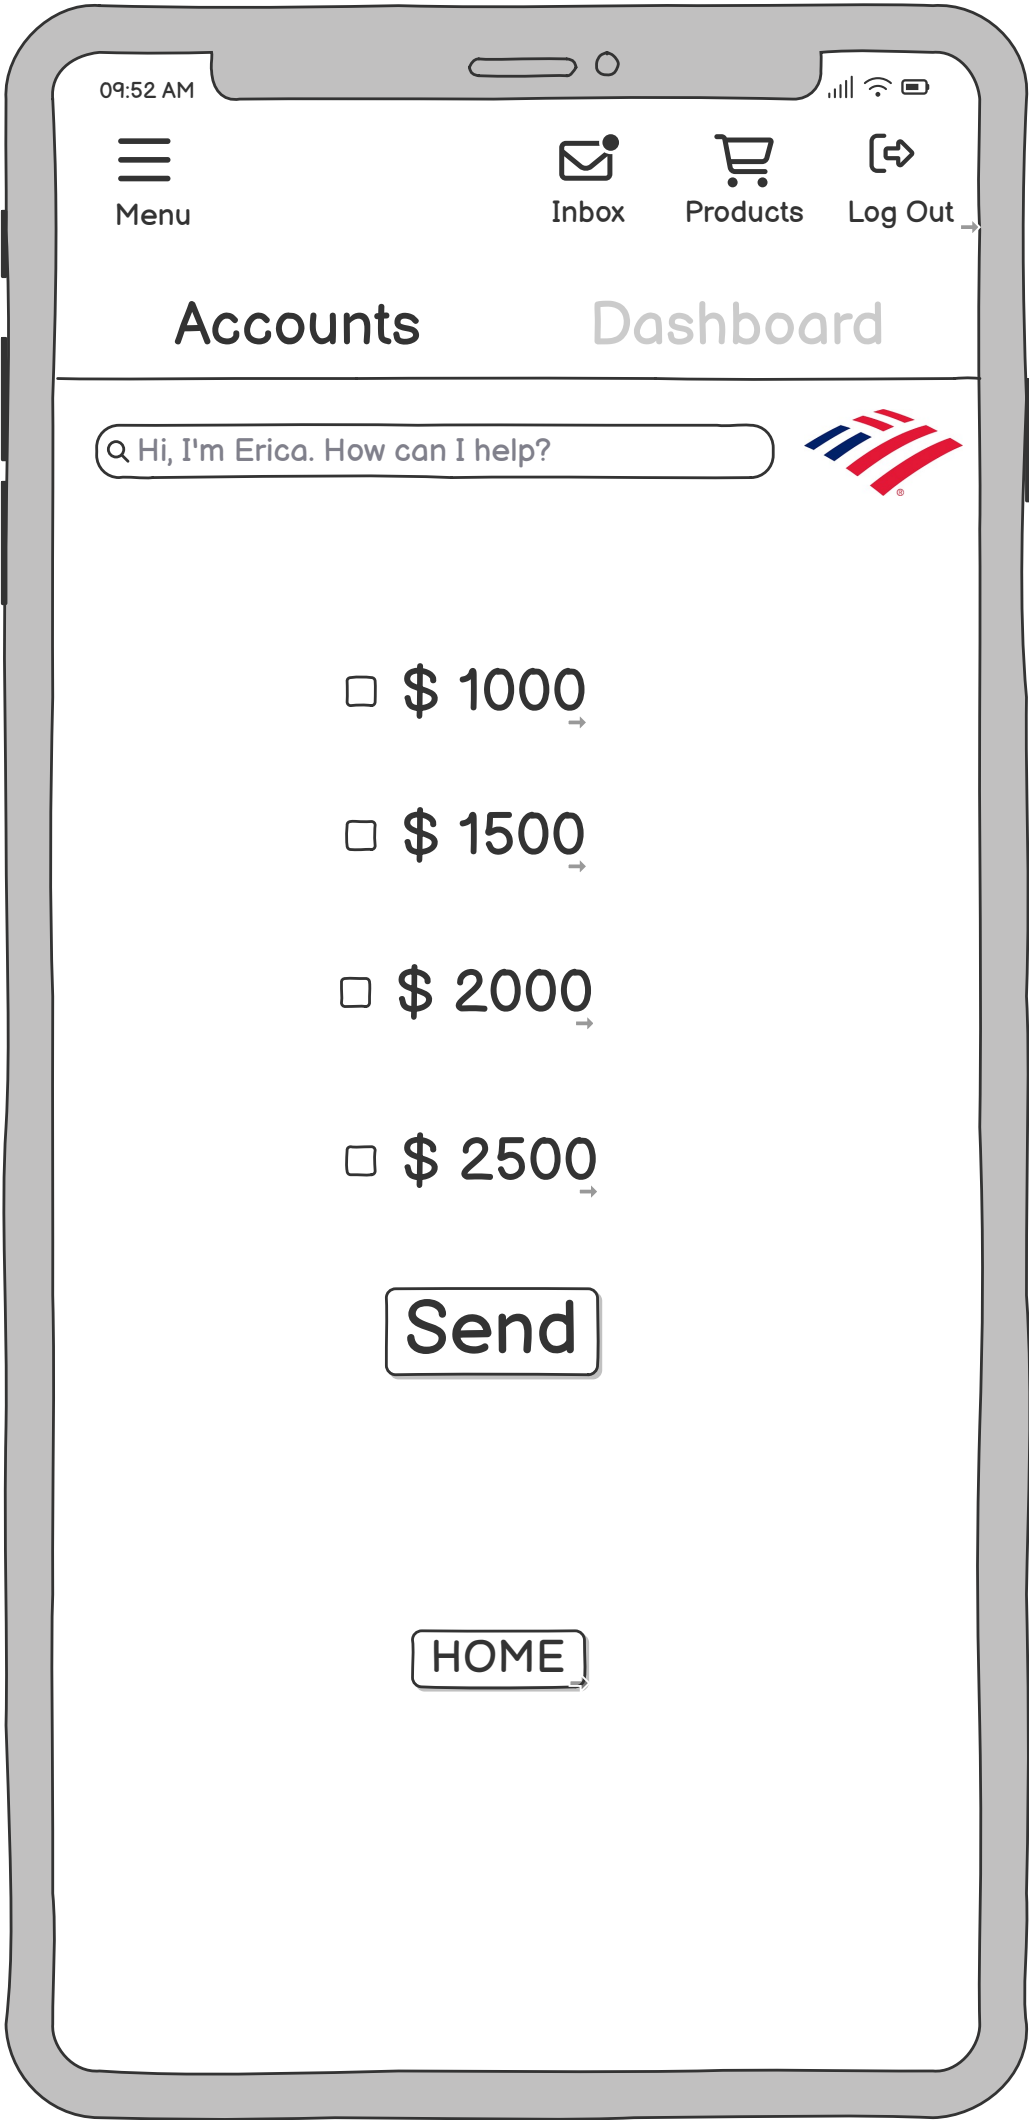 09:52 AM
Menu
Inbox
Products
Log Out
Accounts
Dashboard
Hi, I'm Erica. How can I help?
®
$ 1000
$ 1500
$ 2000
$ 2500
Send
HOME